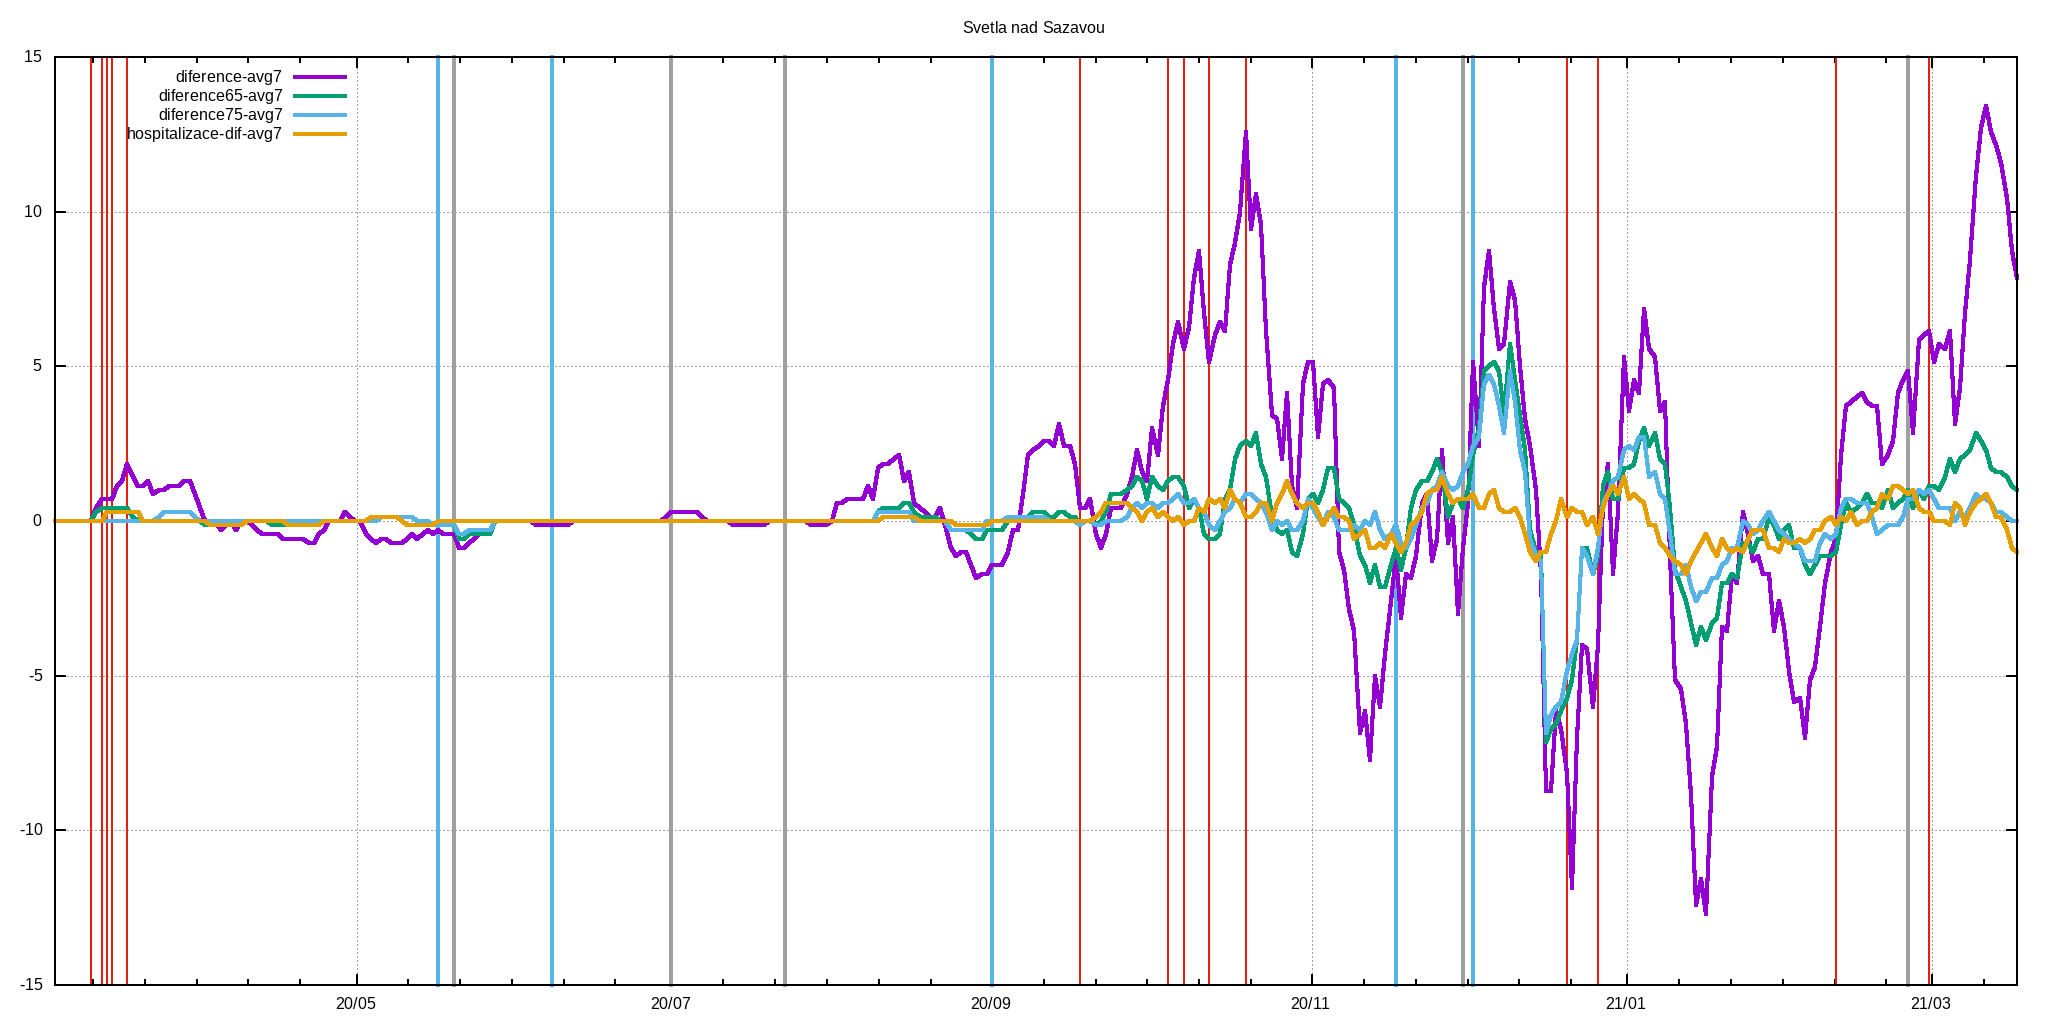 Svetla nad Sazavou
15
10
5
0
-5
-10
-15
diference-avg7
diference65-avg7
diference75-avg7
hospitalizace-dif-avg7
20/05 20/07 20/09 20/11 21/01 21/03